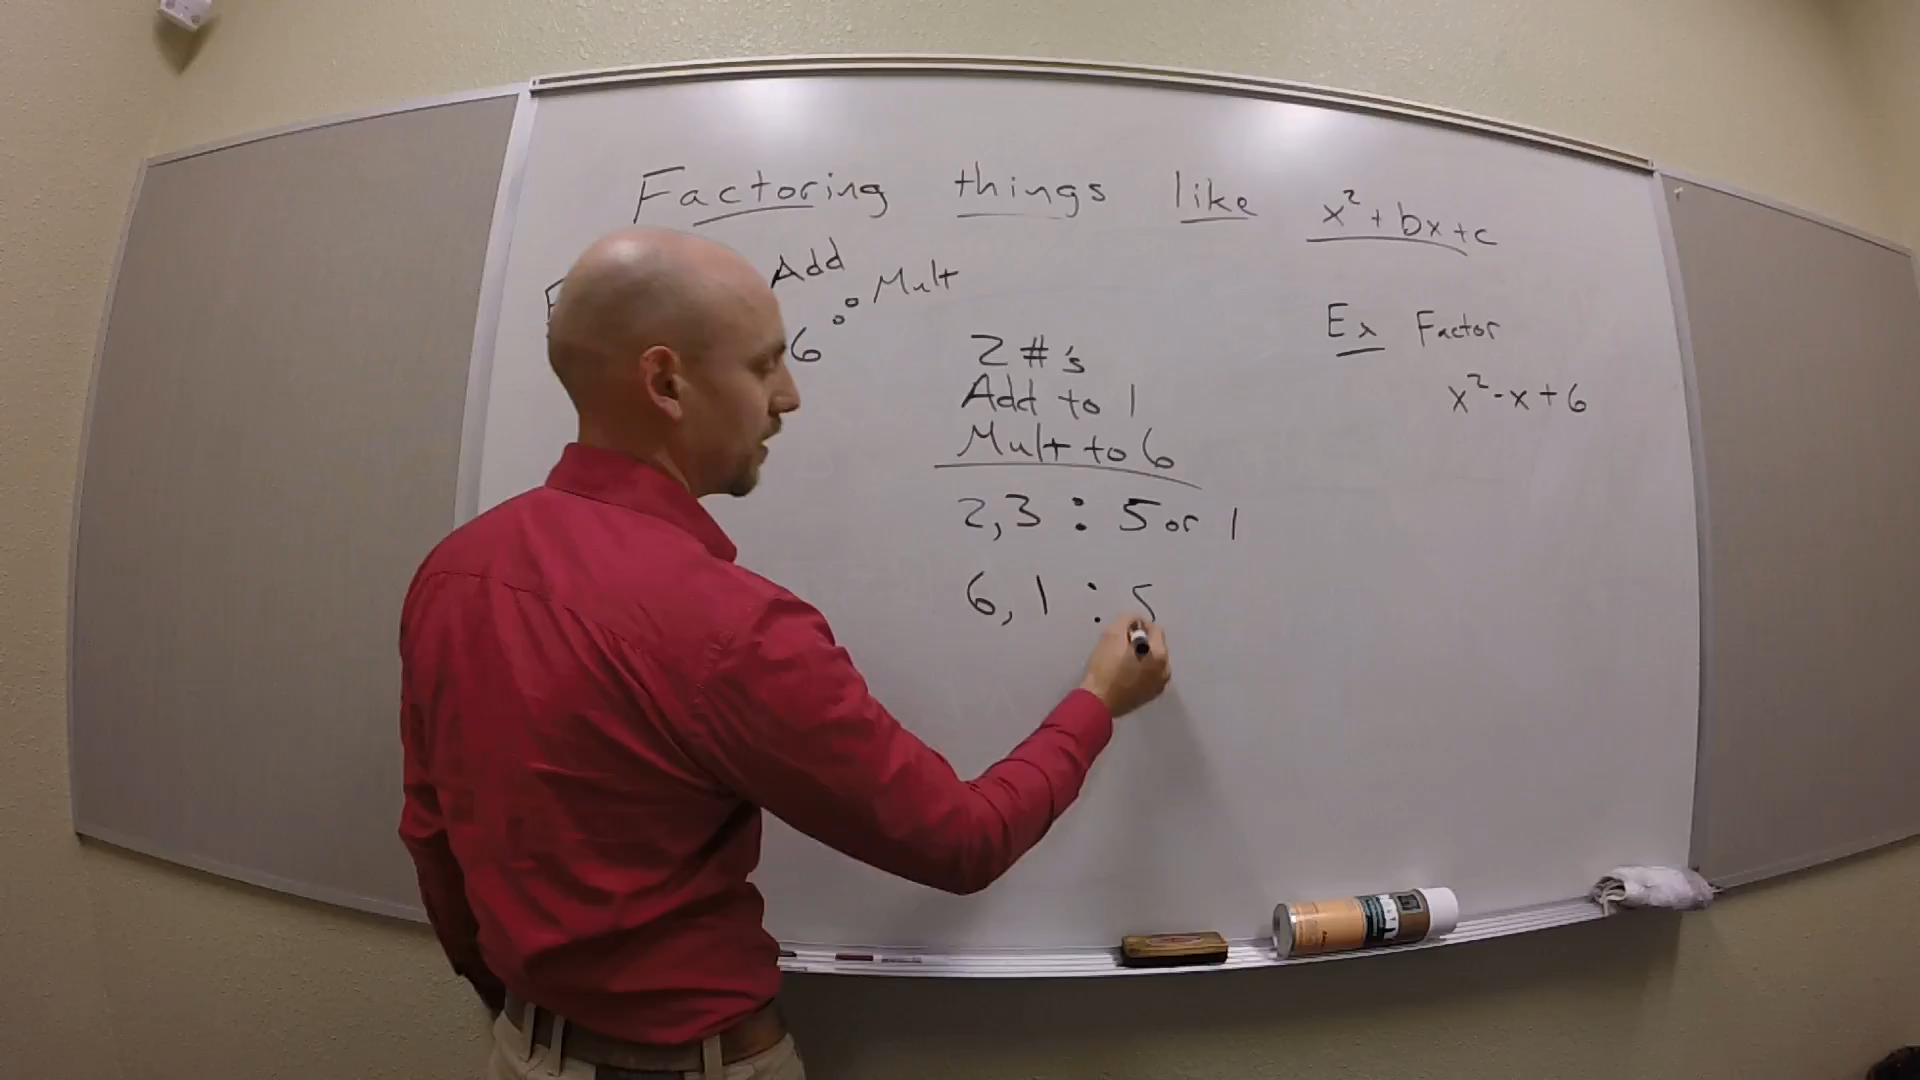 Factoring things like x² + bx + c
Add
Mult
6
2 #'s
Add to 1
Mult to 6
2,3 : 5 or 1
6, 1 : 5
Ex Factor
x² - x + 6